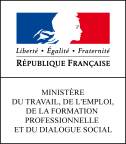 Liberté • Égalité • Fraternité
RÉPUBLIQUE FRANÇAISE
MINISTÈRE
DU TRAVAIL, DE L'EMPLOI,
DE LA FORMATION
PROFESSIONNELLE
ET DU DIALOGUE SOCIAL